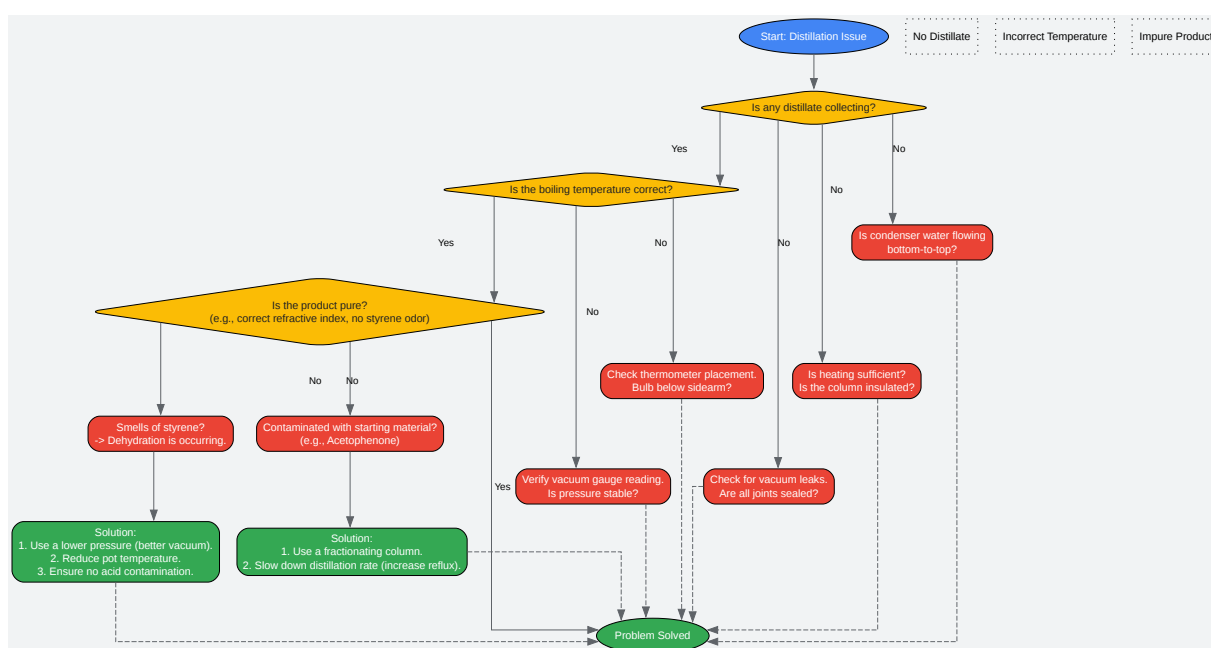 Start: Distillation Issue
No Distillate
Incorrect Temperature
Impure Product
Is any distillate collecting?
Yes
No
No
No
Is the boiling temperature correct?
Is condenser water flowing
bottom-to-top?
Yes
No
No
Is the product pure?
(e.g., correct refractive index, no styrene odor)
No
No
Yes
Check thermometer placement.
Bulb below sidearm?
Is heating sufficient?
Is the column insulated?
Smells of styrene?
-> Dehydration is occurring.
Contaminated with starting material?
(e.g., Acetophenone)
Verify vacuum gauge reading.
Is pressure stable?
Check for vacuum leaks.
Are all joints sealed?
Solution:
1. Use a lower pressure (better vacuum).
2. Reduce pot temperature.
3. Ensure no acid contamination.
Solution:
1. Use a fractionating column.
2. Slow down distillation rate (increase reflux).
Problem Solved